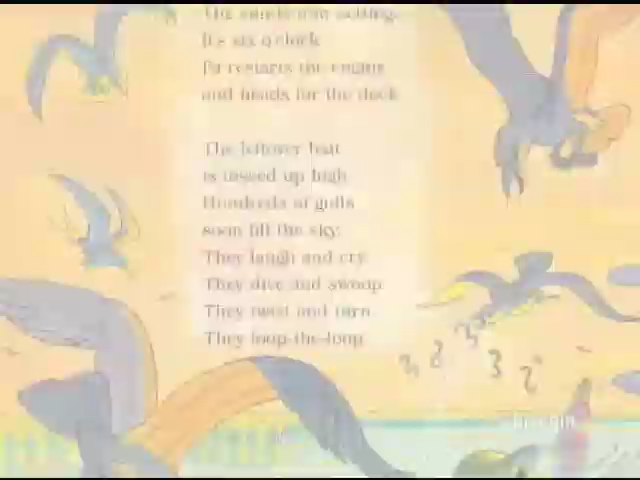 The sun is now setting.
It's six o'clock.
Pa restarts the engine
and heads for the dock.
The leftover bait
is tossed up high.
Hundreds of gulls
soon fill the sky.
They laugh and cry.
They dive and swoop.
They twist and turn.
They loop-the-loop.